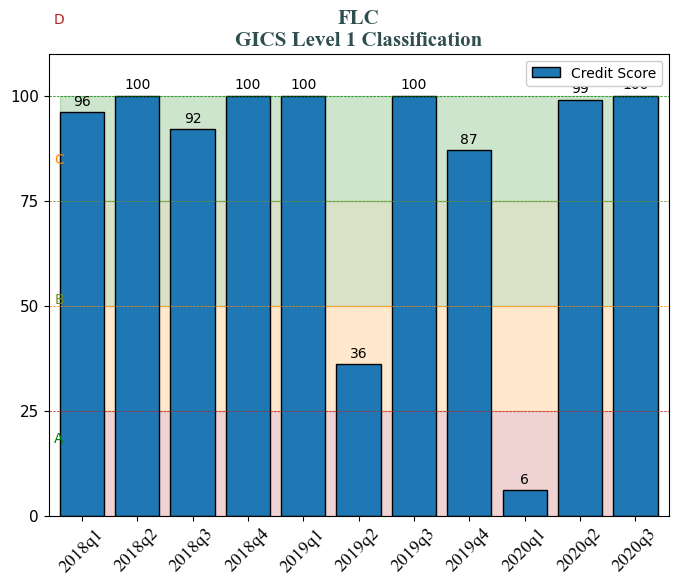 D
FLC
GICS Level 1 Classification
Credit Score
100
75
50
25
0
C
B
A
96
100
92
100
100
36
100
87
6
99
100
2018q1
2018q2
2018q3
2018q4
2019q1
2019q2
2019q3
2019q4
2020q1
2020q2
2020q3